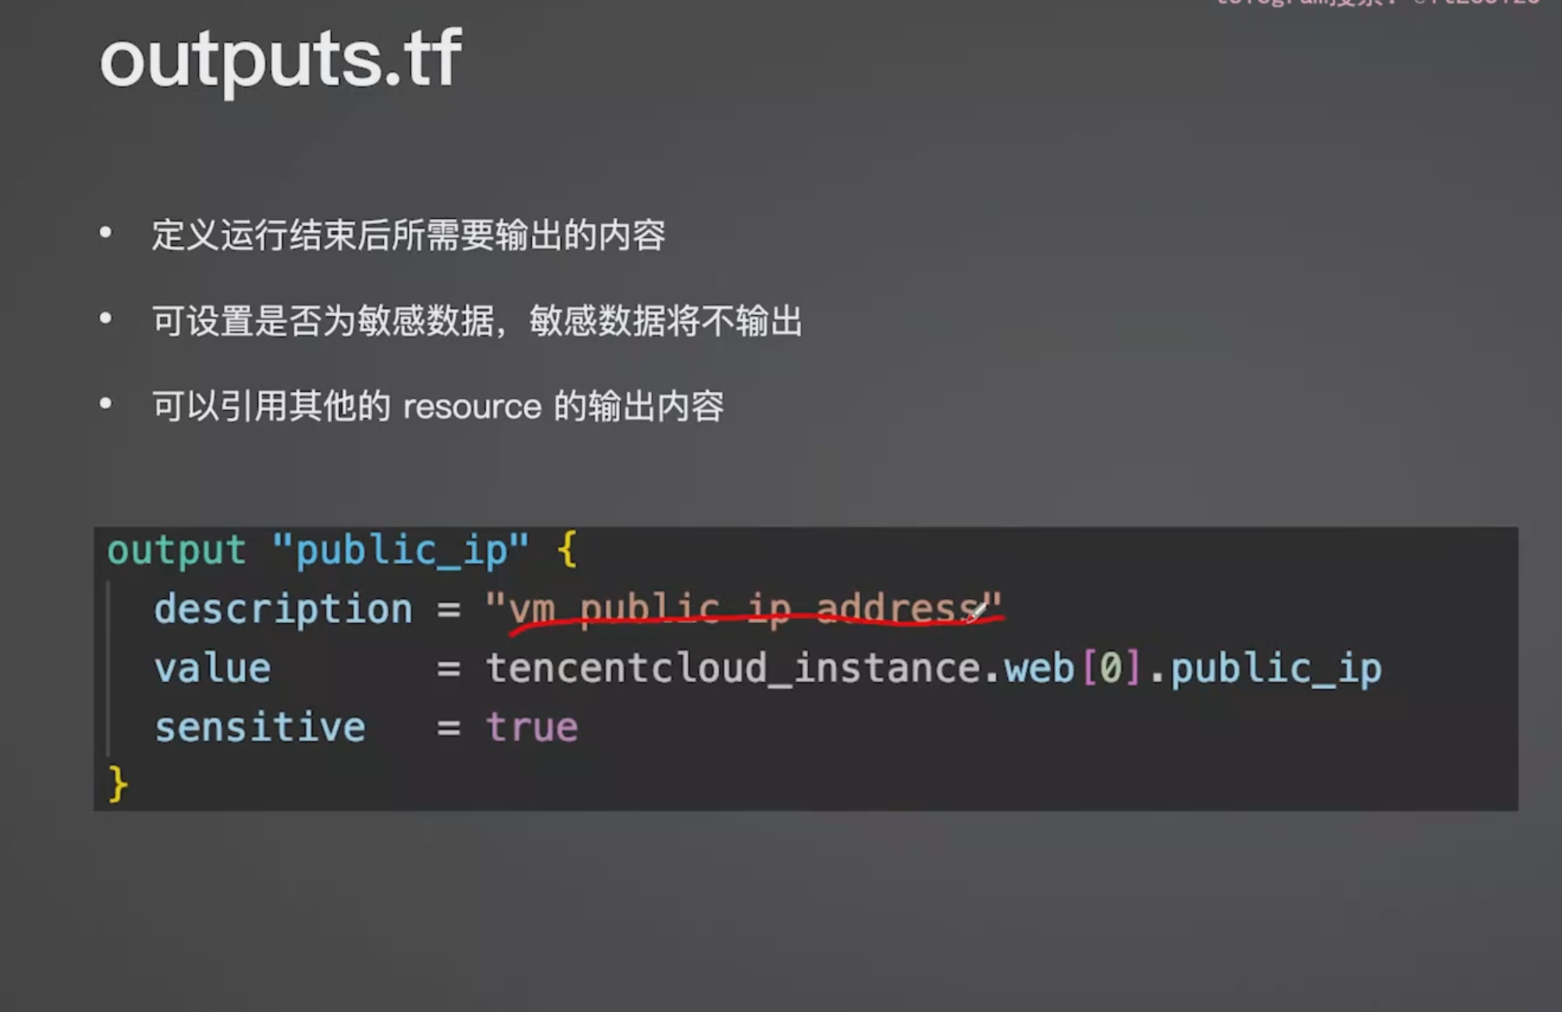 outputs.tf
• 定义运行结束后所需要输出的内容
• 可设置是否为敏感数据，敏感数据将不输出
• 可以引用其他的 resource 的输出内容
output "public_ip" {
description = "vm public ip address"
value = tencentcloud_instance.web[0].public_ip
sensitive = true
}